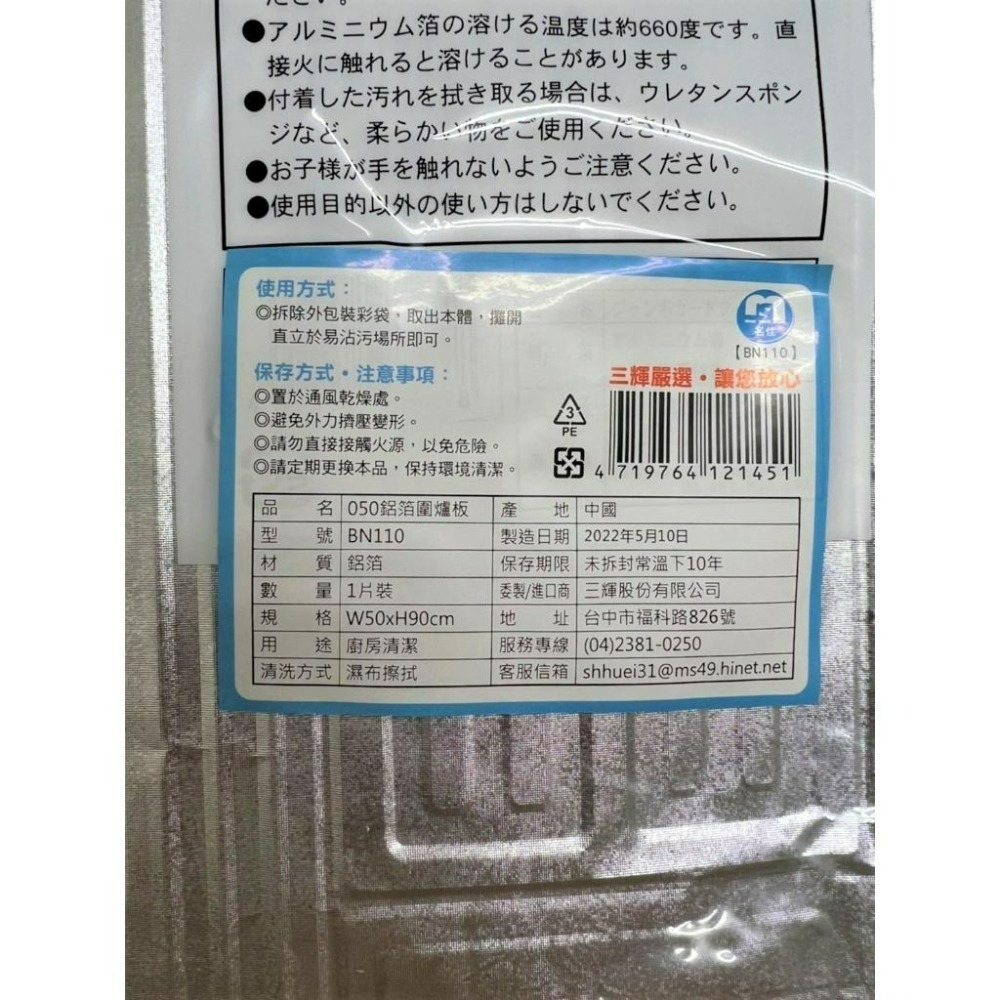 ださい。
●アルミニウム箔の溶ける温度は約660度です。直
接火に触れると溶けることがあります。
●付着した汚れを拭き取る場合は、ウレタンスポン
ジなど、柔らかい物をご使用ください。
●お子様が手を触れないようご注意ください。
●使用目的以外の使い方はしないでください。
使用方式：
◎拆除外包裝彩袋，取出本體，攤開
直立於易沾污場所即可。
保存方式・注意事項：
◎置於通風乾燥處。
◎避免外力擠壓變形。
◎請勿直接接觸火源，以免危險。
◎請定期更換本品，保持環境清潔。
名仕
【BN110】
三輝嚴選・讓您放心
3
PE
4 719764 121451
品名 050鋁箔圍爐板 產地 中國
型號 BN110 製造日期 2022年5月10日
材質 鋁箔 保存期限 未拆封常溫下10年
數量 1片裝 委製/進口商 三輝股份有限公司
規格 W50xH90cm 地址 台中市福科路826號
用途 廚房清潔 服務專線 (04)2381-0250
清洗方式 濕布擦拭 客服信箱 shhuei31@ms49.hinet.net